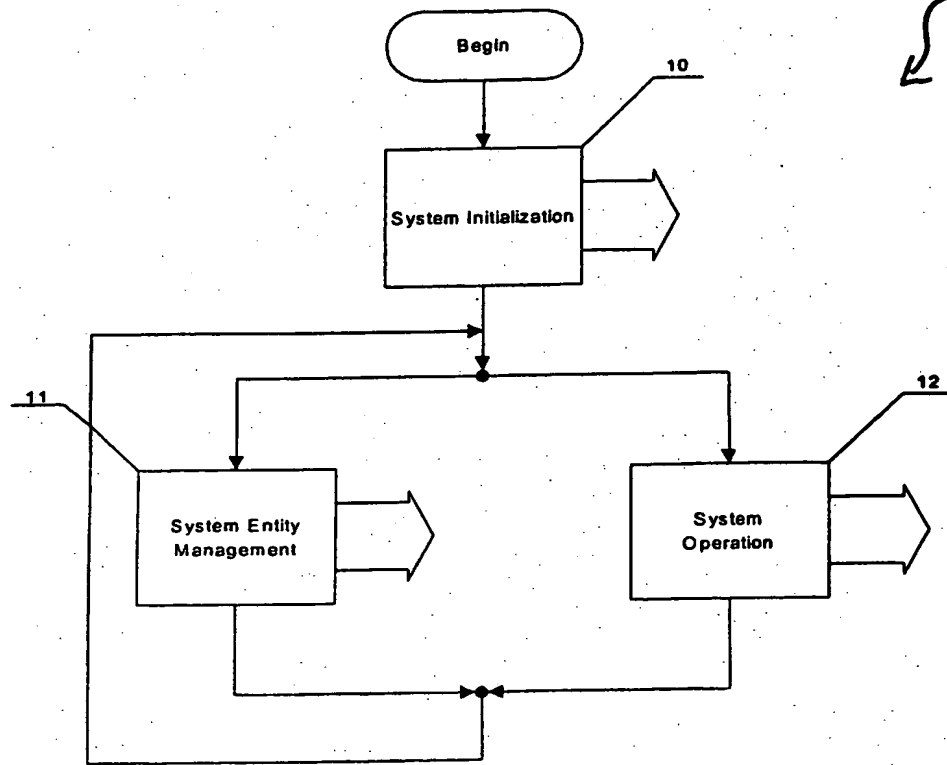 Begin
10
System Initialization
11
12
System Entity
Management
System
Operation